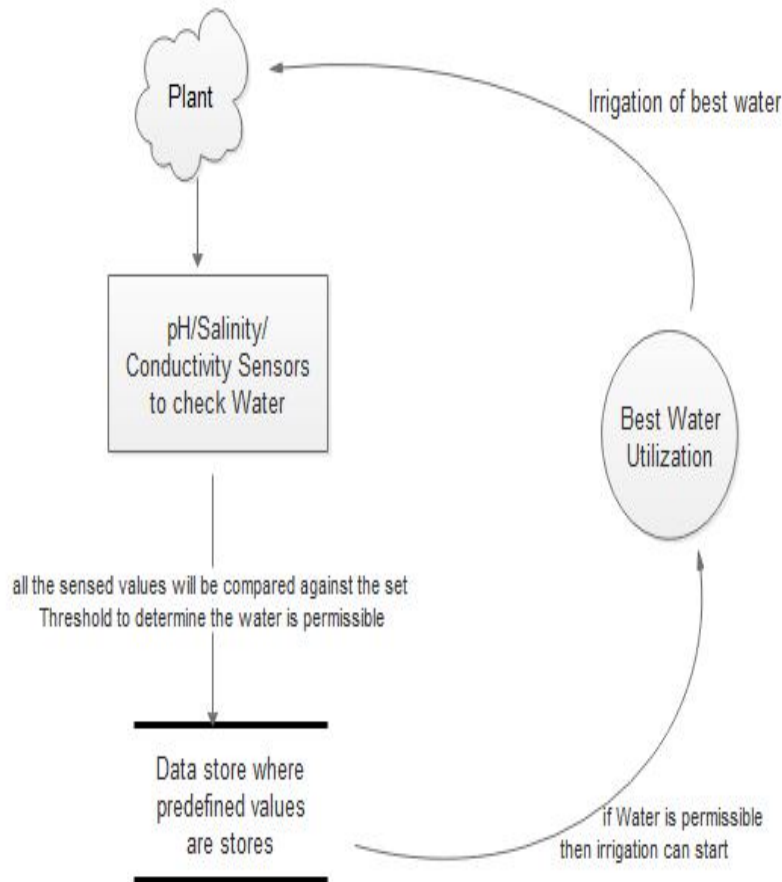 Plant
Irrigation of best water
pH/Salinity/
Conductivity Sensors
to check Water
Best Water
Utilization
all the sensed values will be compared against the set
Threshold to determine the water is permissible
Data store where
predefined values
are stores
if Water is permissible
then irrigation can start